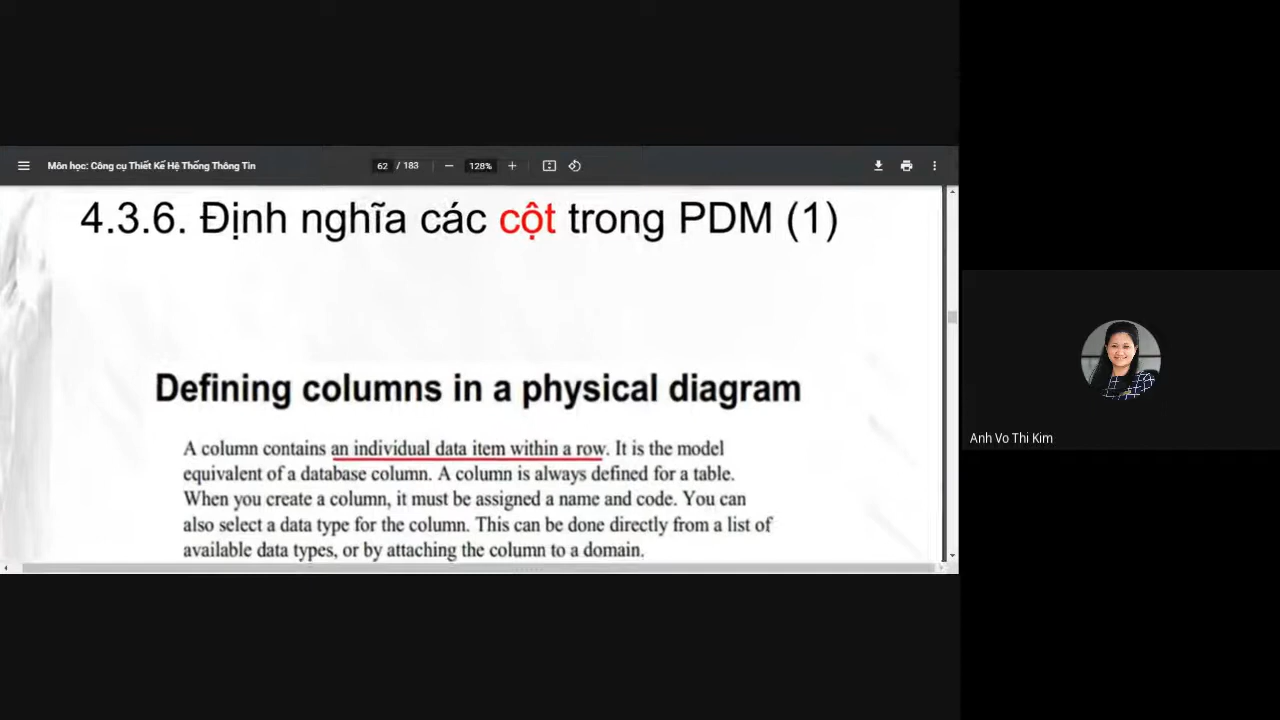 Môn học: Công cụ Thiết Kế Hệ Thống Thông Tin
62 / 183
128%
4.3.6. Định nghĩa các cột trong PDM (1)
Defining columns in a physical diagram
A column contains an individual data item within a row. It is the model
equivalent of a database column. A column is always defined for a table.
When you create a column, it must be assigned a name and code. You can
also select a data type for the column. This can be done directly from a list of
available data types, or by attaching the column to a domain.
Anh Vo Thi Kim